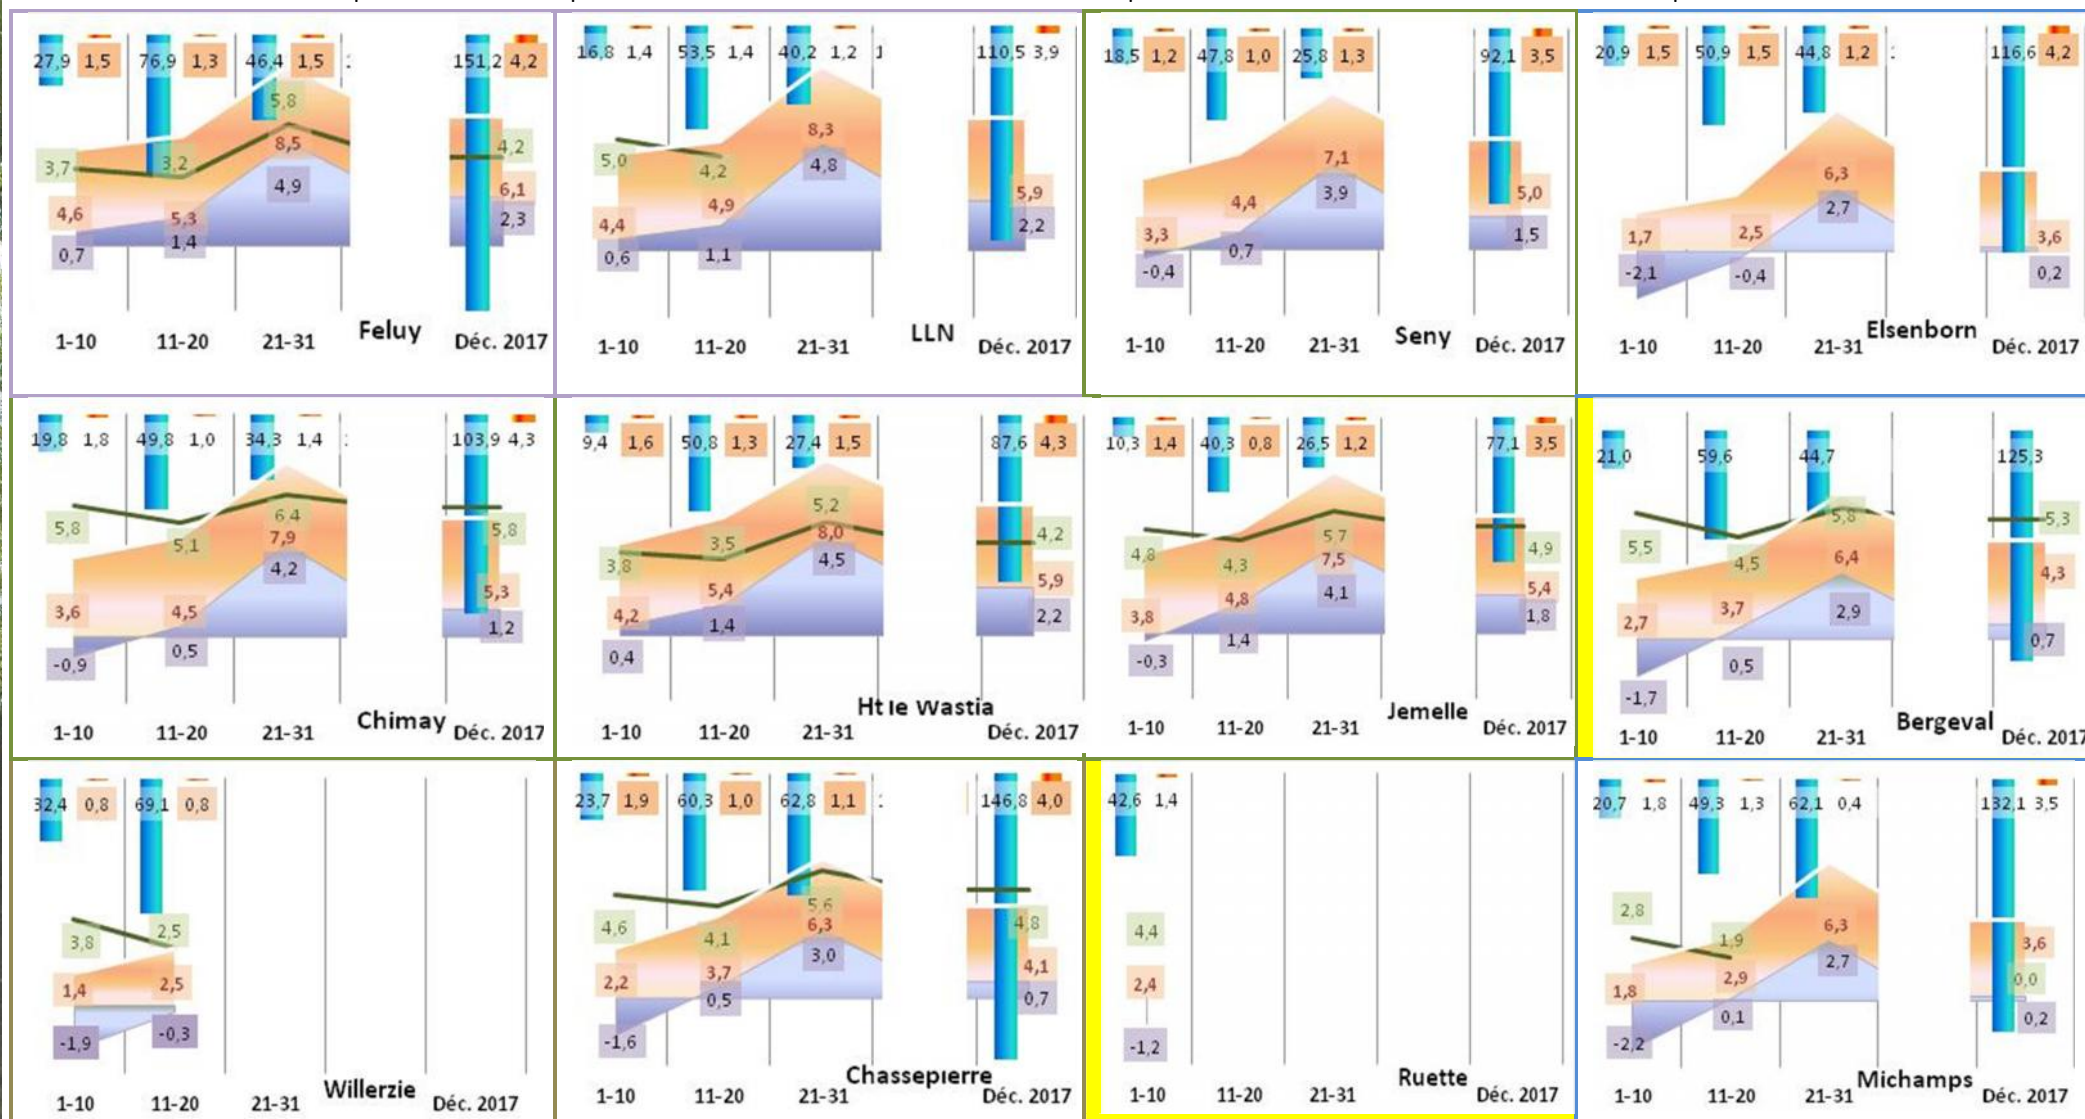 27,9 1,5 76,9 1,3 46,4 1,5 151,2 4,2
5,8
3,7 3,2 8,5 4,2
4,9
4,6 5,3 6,1
0,7 1,4 2,3
Feluy
1-10 11-20 21-31 Déc. 2017
16,8 1,4 53,5 1,4 40,2 1,2 110,5 3,9
8,3
5,0 4,2 4,8
4,4 4,9 5,9
0,6 1,1 2,2
LLN
1-10 11-20 21-31 Déc. 2017
18,5 1,2 47,8 1,0 25,8 1,3 92,1 3,5
7,1
4,4 3,9 5,0
3,3 1,5
-0,4 0,7
Seny
1-10 11-20 21-31 Déc. 2017
20,9 1,5 50,9 1,5 44,8 1,2 116,6 4,2
6,3
2,7
1,7 2,5 3,6
-2,1 -0,4 0,2
Elsenborn
1-10 11-20 21-31 Déc. 2017
19,8 1,8 49,8 1,0 34,3 1,4 103,9 4,3
5,8 6,4 5,8
5,1 7,9
4,2
3,6 4,5 5,3
-0,9 0,5 1,2
Chimay
1-10 11-20 21-31 Déc. 2017
9,4 1,6 50,8 1,3 27,4 1,5 87,6 4,3
5,2
3,8 3,5 8,0 4,2
4,5
4,2 5,4 5,9
0,4 1,4 2,2
Ht le Wastia
1-10 11-20 21-31 Déc. 2017
10,3 1,4 40,3 0,8 26,5 1,2 77,1 3,5
4,8 4,3 5,7 4,9
7,5
3,8 4,8 4,1 5,4
-0,3 1,4 1,8
Jemelle
1-10 11-20 21-31 Déc. 2017
21,0 59,6 44,7 125,3
5,8 5,3
5,5 4,5 6,4 4,3
2,7 3,7 2,9
-1,7 0,5 0,7
Bergeval
1-10 11-20 21-31 Déc. 2017
32,4 0,8 69,1 0,8
3,8 2,5
1,4 2,5
-1,9 -0,3
Willerzie
1-10 11-20 21-31 Déc. 2017
23,7 1,9 60,3 1,0 62,8 1,1 146,8 4,0
5,6
4,6 4,1 6,3 4,8
2,2 3,7 3,0 4,1
-1,6 0,5 0,7
Chassepierre
1-10 11-20 21-31 Déc. 2017
42,6 1,4
4,4
2,4
-1,2
Ruette
1-10 11-20 21-31 Déc. 2017
20,7 1,8 49,3 1,3 62,1 0,4 132,1 3,5
2,8 1,9 6,3 3,6
1,8 2,9 2,7 0,0
-2,2 0,1 0,2
Michamps
1-10 11-20 21-31 Déc. 2017